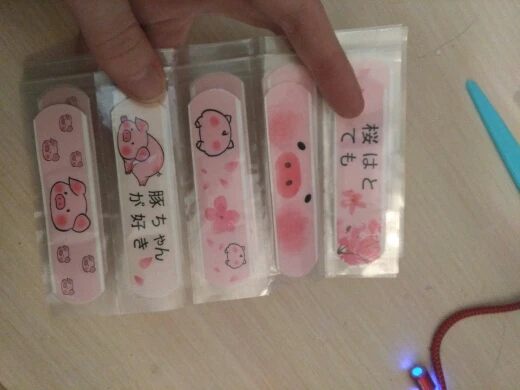 豚ちゃん
が好き
桜はと
ても